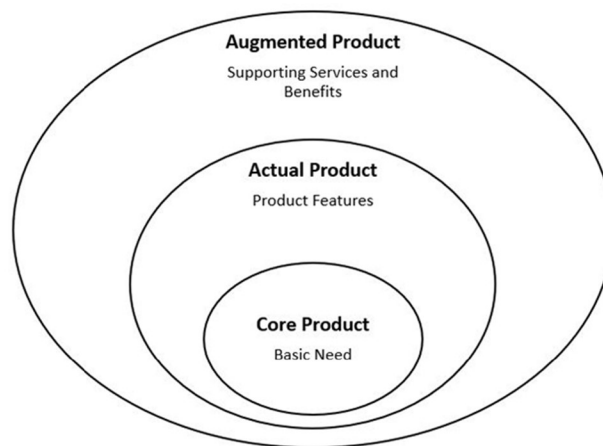 Augmented Product
Supporting Services and
Benefits
Actual Product
Product Features
Core Product
Basic Need